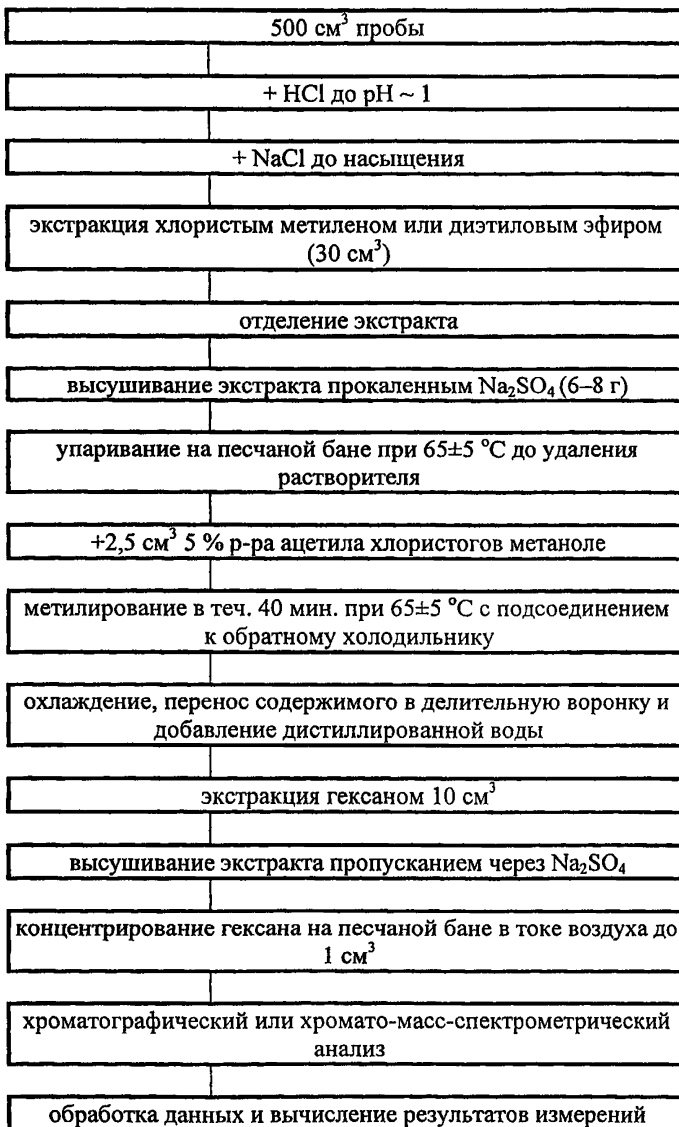 500 см³ пробы
+ HCl до pH ~ 1
+ NaCl до насыщения
экстракция хлористым метиленом или диэтиловым эфиром
(30 см³)
отделение экстракта
высушивание экстракта прокаленным Na₂SO₄ (6–8 г)
упаривание на песчаной бане при 65±5 °С до удаления
растворителя
+2,5 см³ 5 % р-ра ацетила хлористогов метаноле
метилирование в теч. 40 мин. при 65±5 °С с подсоединением
к обратному холодильнику
охлаждение, перенос содержимого в делительную воронку и
добавление дистиллированной воды
экстракция гексаном 10 см³
высушивание экстракта пропусканием через Na₂SO₄
концентрирование гексана на песчаной бане в токе воздуха до
1 см³
хроматографический или хромато-масс-спектрометрический
анализ
обработка данных и вычисление результатов измерений